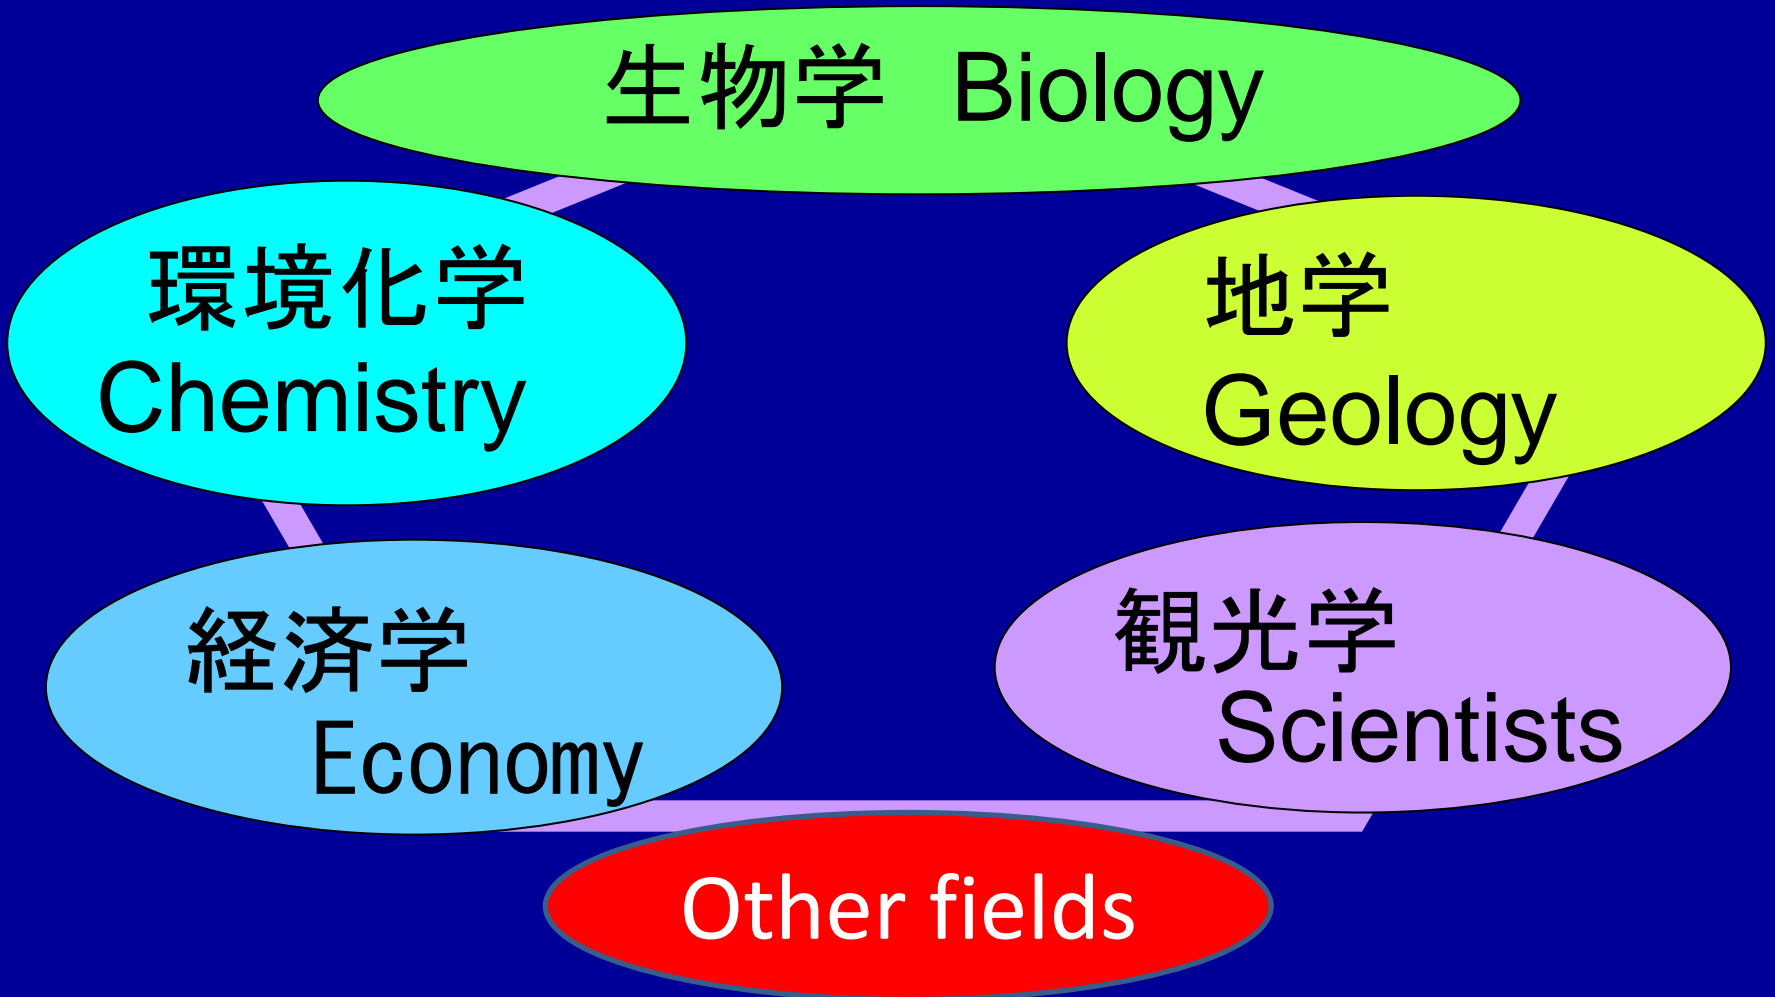 生物学　Biology
環境化学
Chemistry
地学
Geology
経済学
Economy
観光学
Scientists
Other fields